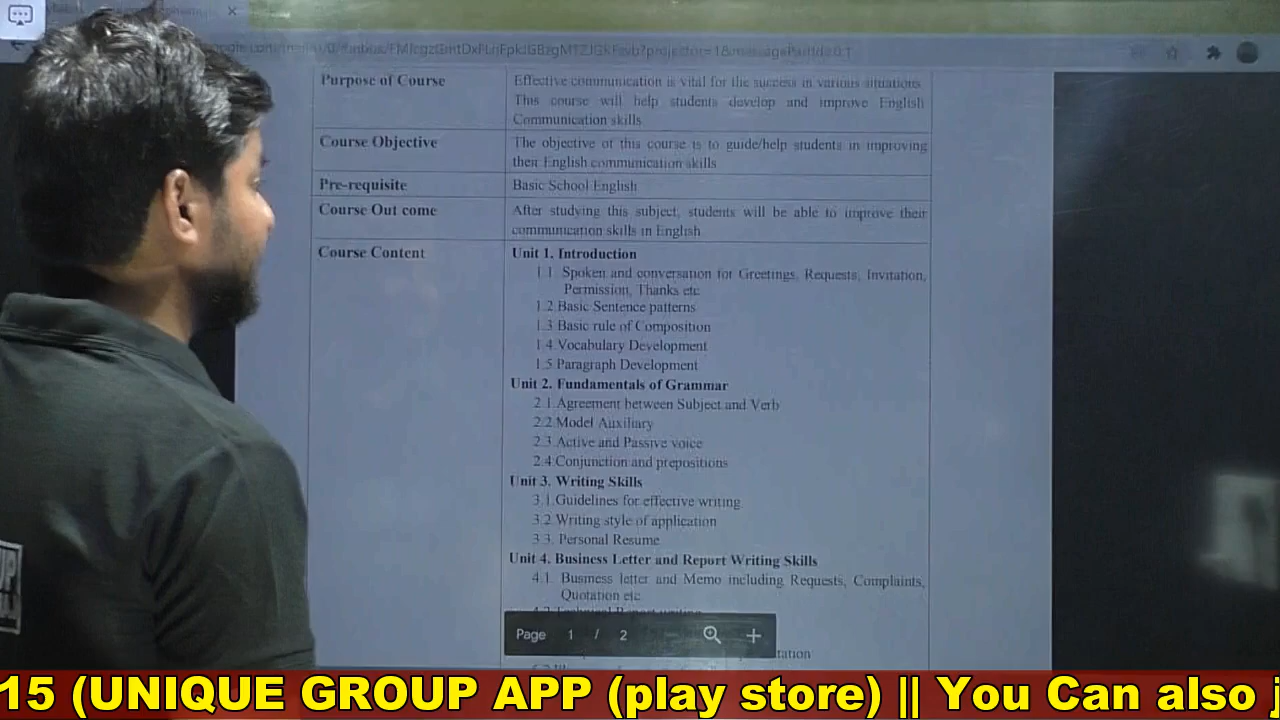 Purpose of Course
Effective communication is vital for the success in various situations.
This course will help students develop and improve English
Communication skills
Course Objective
The objective of this course is to guide/help students in improving
their English communication skills
Pre-requisite
Basic School English
Course Out come
After studying this subject, students will be able to improve their
communication skills in English
Course Content
Unit 1. Introduction
1.1. Spoken and conversation for Greetings, Requests, Invitation,
Permission, Thanks etc
1.2 Basic Sentence patterns
1.3 Basic rule of Composition
1.4 Vocabulary Development
1.5 Paragraph Development
Unit 2. Fundamentals of Grammar
2.1 Agreement between Subject and Verb
2.2 Model Auxiliary
2.3 Active and Passive voice
2.4 Conjunction and prepositions
Unit 3. Writing Skills
3.1 Guidelines for effective writing
3.2 Writing style of application
3.3. Personal Resume
Unit 4. Business Letter and Report Writing Skills
4.1. Business letter and Memo including Requests, Complaints,
Quotation etc
4.2 Technical Report writing
Page 1 / 2
tation
15 (UNIQUE GROUP APP (play store) || You Can also j